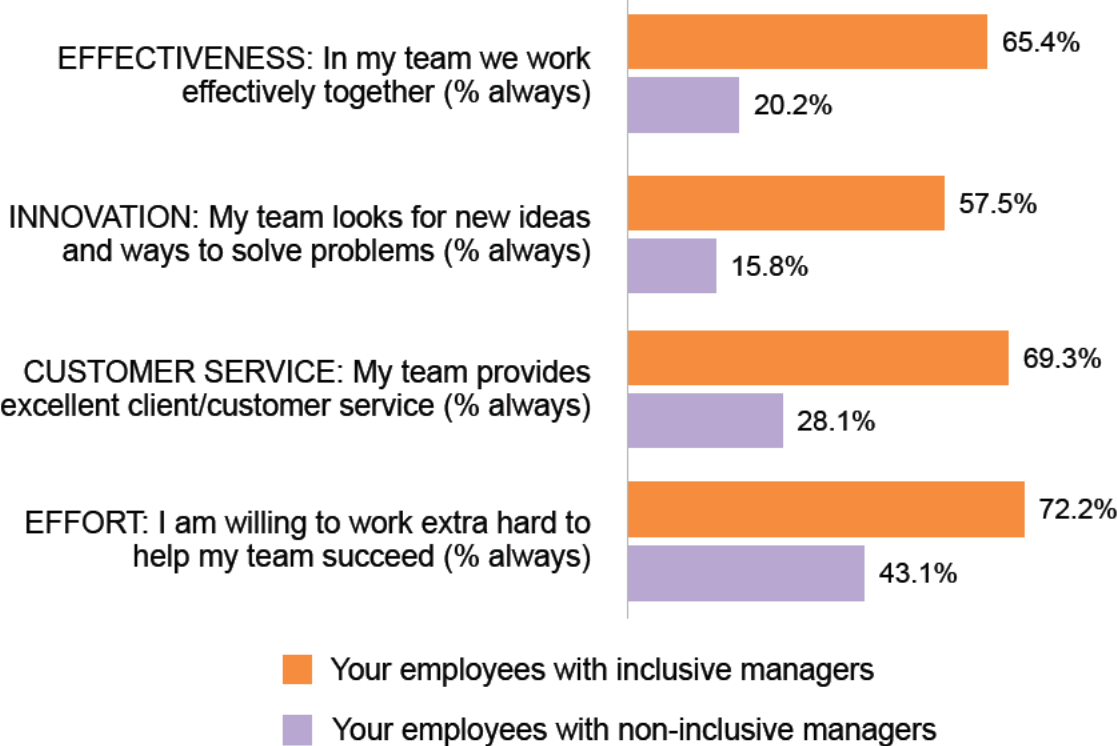 EFFECTIVENESS: In my team we work
effectively together (% always)
65.4%
20.2%
INNOVATION: My team looks for new ideas
and ways to solve problems (% always)
57.5%
15.8%
CUSTOMER SERVICE: My team provides
excellent client/customer service (% always)
69.3%
28.1%
EFFORT: I am willing to work extra hard to
help my team succeed (% always)
72.2%
43.1%
Your employees with inclusive managers
Your employees with non-inclusive managers